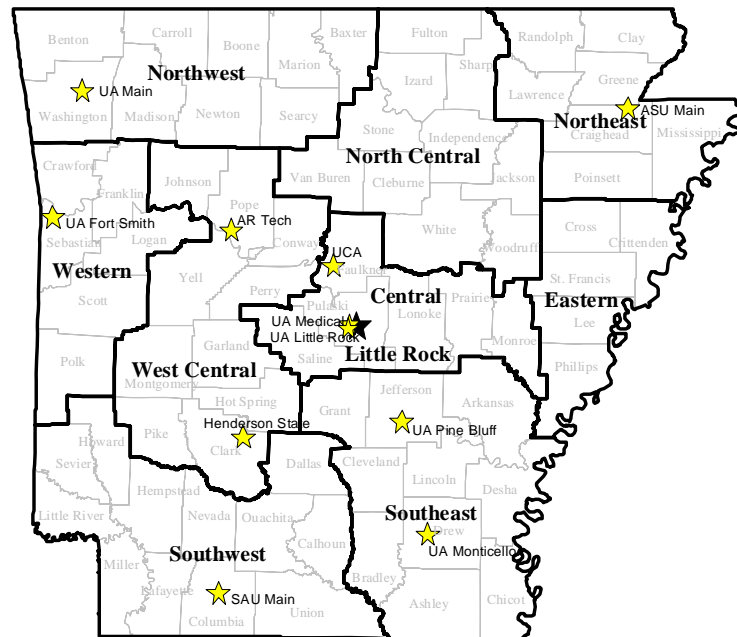 Carroll
Baxter
Fulton
Randolph
Clay
Benton
Boone
Marion
Sharp
Northwest
Izard
Greene
UA Main
Lawrence
ASU Main
Washington
Madison
Newton
Searcy
Northeast
Stone
Independence
Craighead
Mississippi
North Central
Crawford
Johnson
Van Buren
Cleburne
Jackson
Poinsett
Franklin
Pope
UA Fort Smith
AR Tech
White
Cross
Sebastian
Logan
Conway
UCA
Woodruff
Crittenden
Western
Yell
Faulkner
St. Francis
Perry
Central
Prairie
Eastern
Scott
Pulaski
Lonoke
UA Medical
Lee
UA Little Rock
Garland
Saline
Little Rock
Monroe
Polk
West Central
Phillips
Montgomery
Hot Spring
Jefferson
Arkansas
Grant
Henderson State
UA Pine Bluff
Pike
Clark
Howard
Sevier
Dallas
Cleveland
Hempstead
Lincoln
Desha
Little River
Nevada
Ouachita
Southeast
Drew
Calhoun
Southwest
UA Monticello
Miller
Bradley
Lafayette
SAU Main
Union
Ashley
Chicot
Columbia